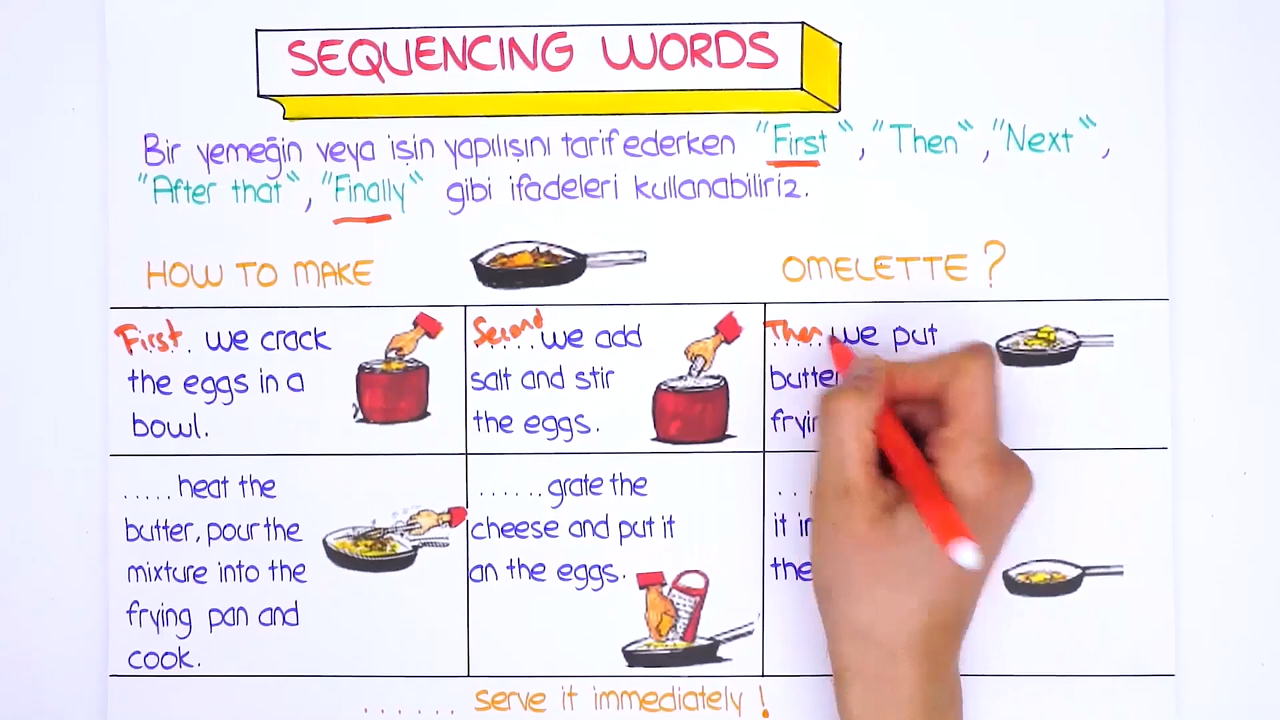 SEQUENCING WORDS
Bir yemeğin veya işin yapılışını tarif ederken "First", "Then", "Next",
"After that", "Finally" gibi ifadeleri kullanabiliriz.
HOW TO MAKE OMELETTE ?
First. we crack
the eggs in a
bowl.
Second we add
salt and stir
the eggs.
Then we put
butter
..... heat the
butter, pour the
mixture into the
frying pan and
cook.
...... grate the
cheese and put it
on the eggs.
it
...... serve it immediately !